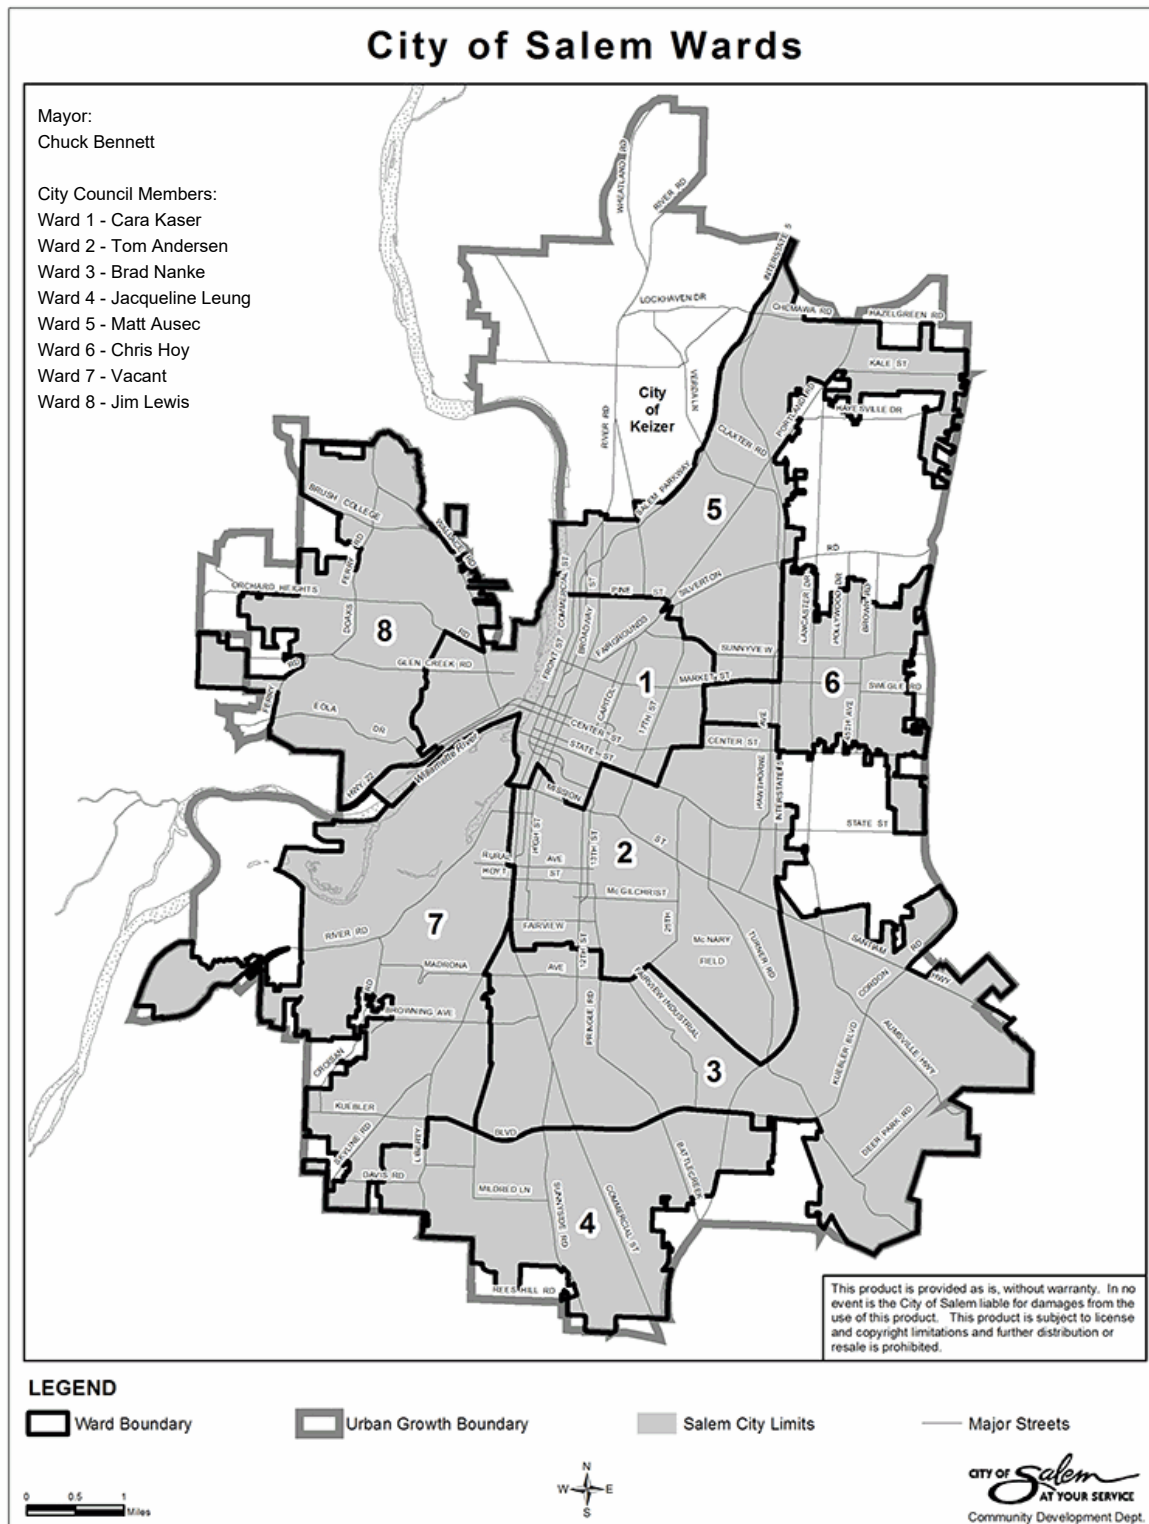 City of Salem Wards
Mayor:
Chuck Bennett
City Council Members:
Ward 1 - Cara Kaser
Ward 2 - Tom Andersen
Ward 3 - Brad Nanke
Ward 4 - Jacqueline Leung
Ward 5 - Matt Ausec
Ward 6 - Chris Hoy
Ward 7 - Vacant
Ward 8 - Jim Lewis
WHEATLAND RD
RIVER RD
INTERSTATE 5
LOCKHAVEN DR
CHEMAWA RD
HAZELGREEN RD
KALE ST
VERDA LN
City
of
Keizer
RIVER RD
PORTLAND RD
HAYESVILLE DR
CLAXTER RD
SALEM PARKWAY
5
BRUSH COLLEGE
RD
WALLACE RD
ORCHARD HEIGHTS
RD
DOAKS
FERRY
RD
8
GLEN CREEK RD
EOLA
DR
FERRY
RD
HWY 22
Willamette River
PINE ST
SILVERTON
RD
COMMERCIAL ST
FRONT ST
BROADWAY
ST
FAIRGROUNDS
1
CAPITOL
17TH ST
MARKET ST
SUNNYVIEW
LANCASTER DR
HOLLYWOOD DR
BROWN RD
6
SWEGLE RD
45TH AVE
CENTER ST
STATE ST
CENTER ST
HAWTHORNE
AVE
INTERSTATE 5
STATE ST
MISSION
ST
HIGH ST
13TH ST
2
RURAL
AVE
HOYT
ST
McGILCHRIST
FAIRVIEW
25TH
McNARY
FIELD
TURNER RD
12TH ST
7
RIVER RD
MADRONA
AVE
BROWNING AVE
CROISAN
RD
PRINGLE RD
FAIRVIEW INDUSTRIAL
3
SANTIAM
HWY
CORDON
RD
KUEBLER BLVD
AUMSVILLE HWY
DEER PARK RD
KUEBLER
BLVD
SKYLINE RD
LIBERTY
DAVIS RD
MILDRED LN
SUNNYSIDE RD
COMMERCIAL ST
BATTLECREEK
4
REES HILL RD
This product is provided as is, without warranty. In no
event is the City of Salem liable for damages from the
use of this product. This product is subject to license
and copyright limitations and further distribution or
resale is prohibited.
LEGEND
Ward Boundary
Urban Growth Boundary
Salem City Limits
Major Streets
0 0.5 1
Miles
N
W E
S
CITY OF Salem
AT YOUR SERVICE
Community Development Dept.